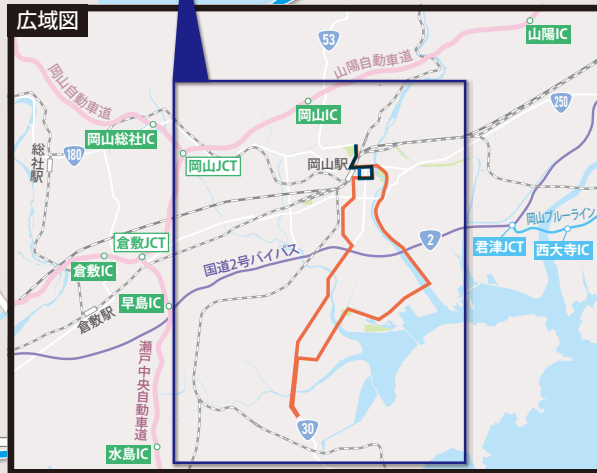 広域図
53
山陽IC
山陽自動車道
岡山自動車道
250
岡山IC
岡山総社IC
180
総社駅
岡山JCT
岡山駅
岡山ブルーライン
2
君津JCT
西大寺IC
倉敷JCT
国道2号バイパス
倉敷IC
早島IC
倉敷駅
瀬戸中央自動車道
30
水島IC